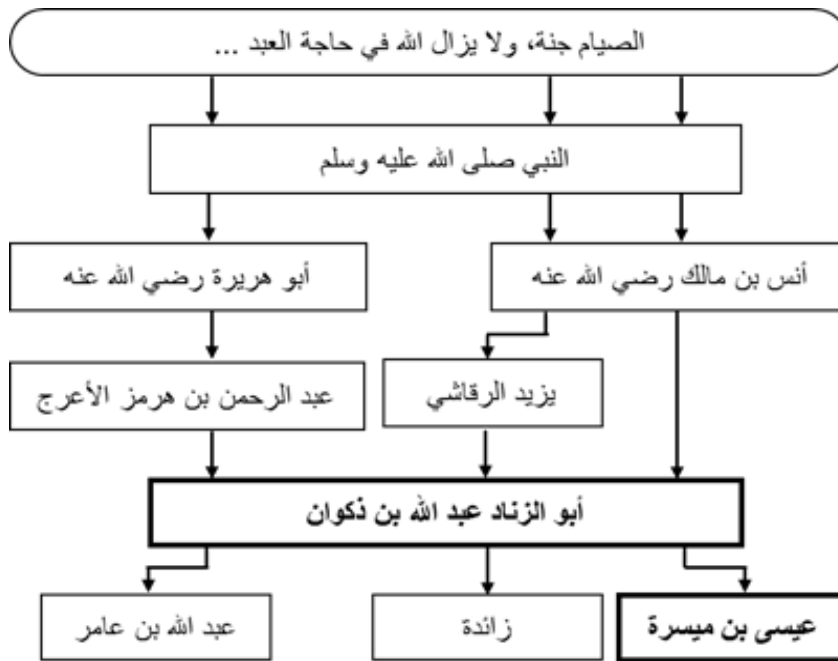 الصيام جنة، ولا يزال الله في حاجة العبد ...
النبي صلى الله عليه وسلم
أنس بن مالك رضي الله عنه
أبو هريرة رضي الله عنه
يزيد الرقاشي
عبد الرحمن بن هرمز الأعرج
أبو الزناد عبد الله بن ذكوان
عيسى بن ميسرة
زائدة
عبد الله بن عامر